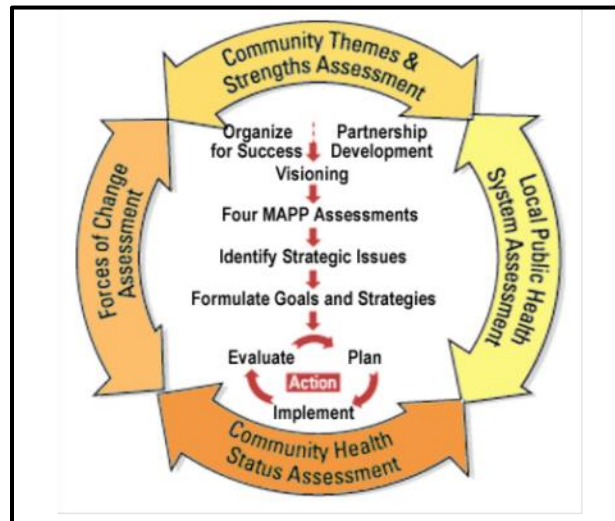 Community Themes &
Strengths Assessment
Organize
for Success
Partnership
Development
Visioning
Four MAPP Assessments
Identify Strategic Issues
Formulate Goals and Strategies
Evaluate
Plan
Action
Implement
Forces of Change
Assessment
Local Public Health
System Assessment
Community Health
Status Assessment